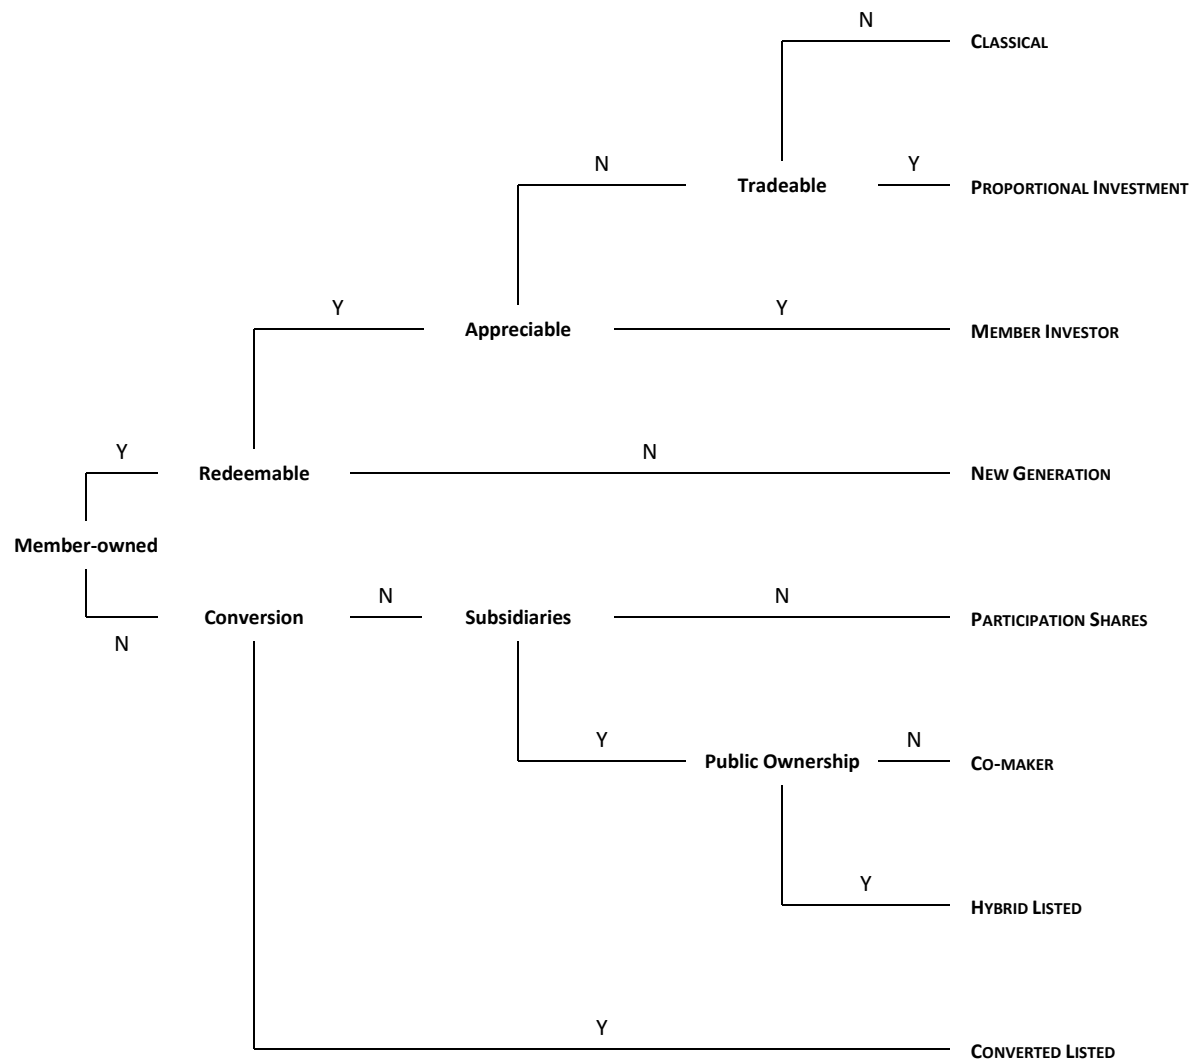 N
CLASSICAL
N
Y
Tradeable
PROPORTIONAL INVESTMENT
Y
Y
Appreciable
MEMBER INVESTOR
Y
N
Redeemable
NEW GENERATION
Member-owned
N
N
Conversion
Subsidiaries
PARTICIPATION SHARES
N
Y
N
Public Ownership
CO-MAKER
Y
HYBRID LISTED
Y
CONVERTED LISTED